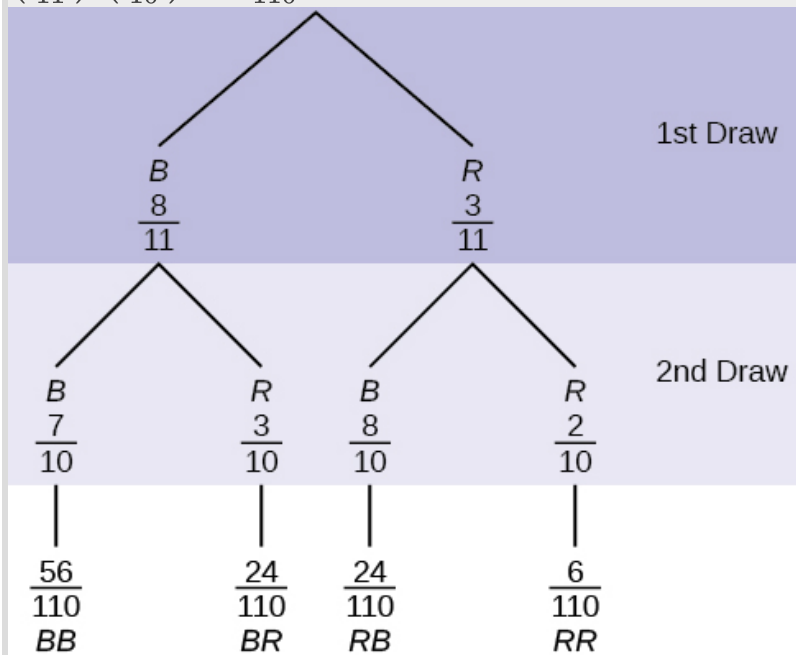 1st Draw
B R
8/11 3/11
2nd Draw
B R B R
7/10 3/10 8/10 2/10
56/110 24/110 24/110 6/110
BB BR RB RR